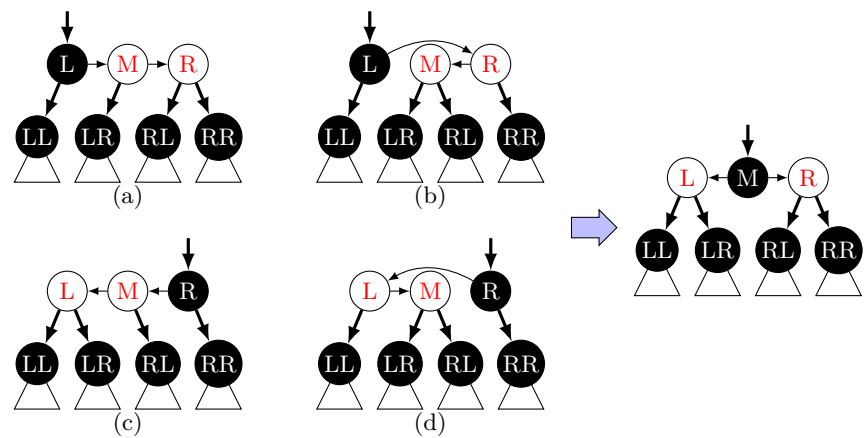 L M R
LL LR RL RR
(a)
L M R
LL LR RL RR
(b)
L M R
LL LR RL RR
(c)
L M R
LL LR RL RR
(d)
L M R
LL LR RL RR